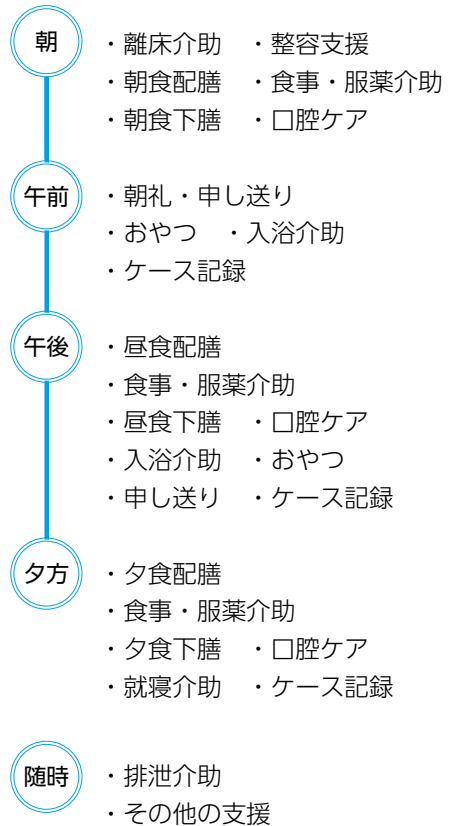 朝
・離床介助　・整容支援
・朝食配膳　・食事・服薬介助
・朝食下膳　・口腔ケア
午前
・朝礼・申し送り
・おやつ　・入浴介助
・ケース記録
午後
・昼食配膳
・食事・服薬介助
・昼食下膳　・口腔ケア
・入浴介助　・おやつ
・申し送り　・ケース記録
夕方
・夕食配膳
・食事・服薬介助
・夕食下膳　・口腔ケア
・就寝介助　・ケース記録
随時
・排泄介助
・その他の支援